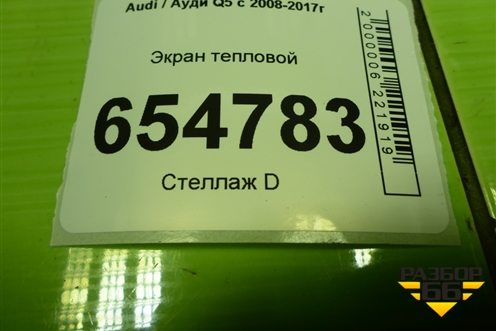 Audi / Ауди Q5 с 2008-2017г
Экран тепловой
654783
Стеллаж D
2000006221919
РАЗБОР
66